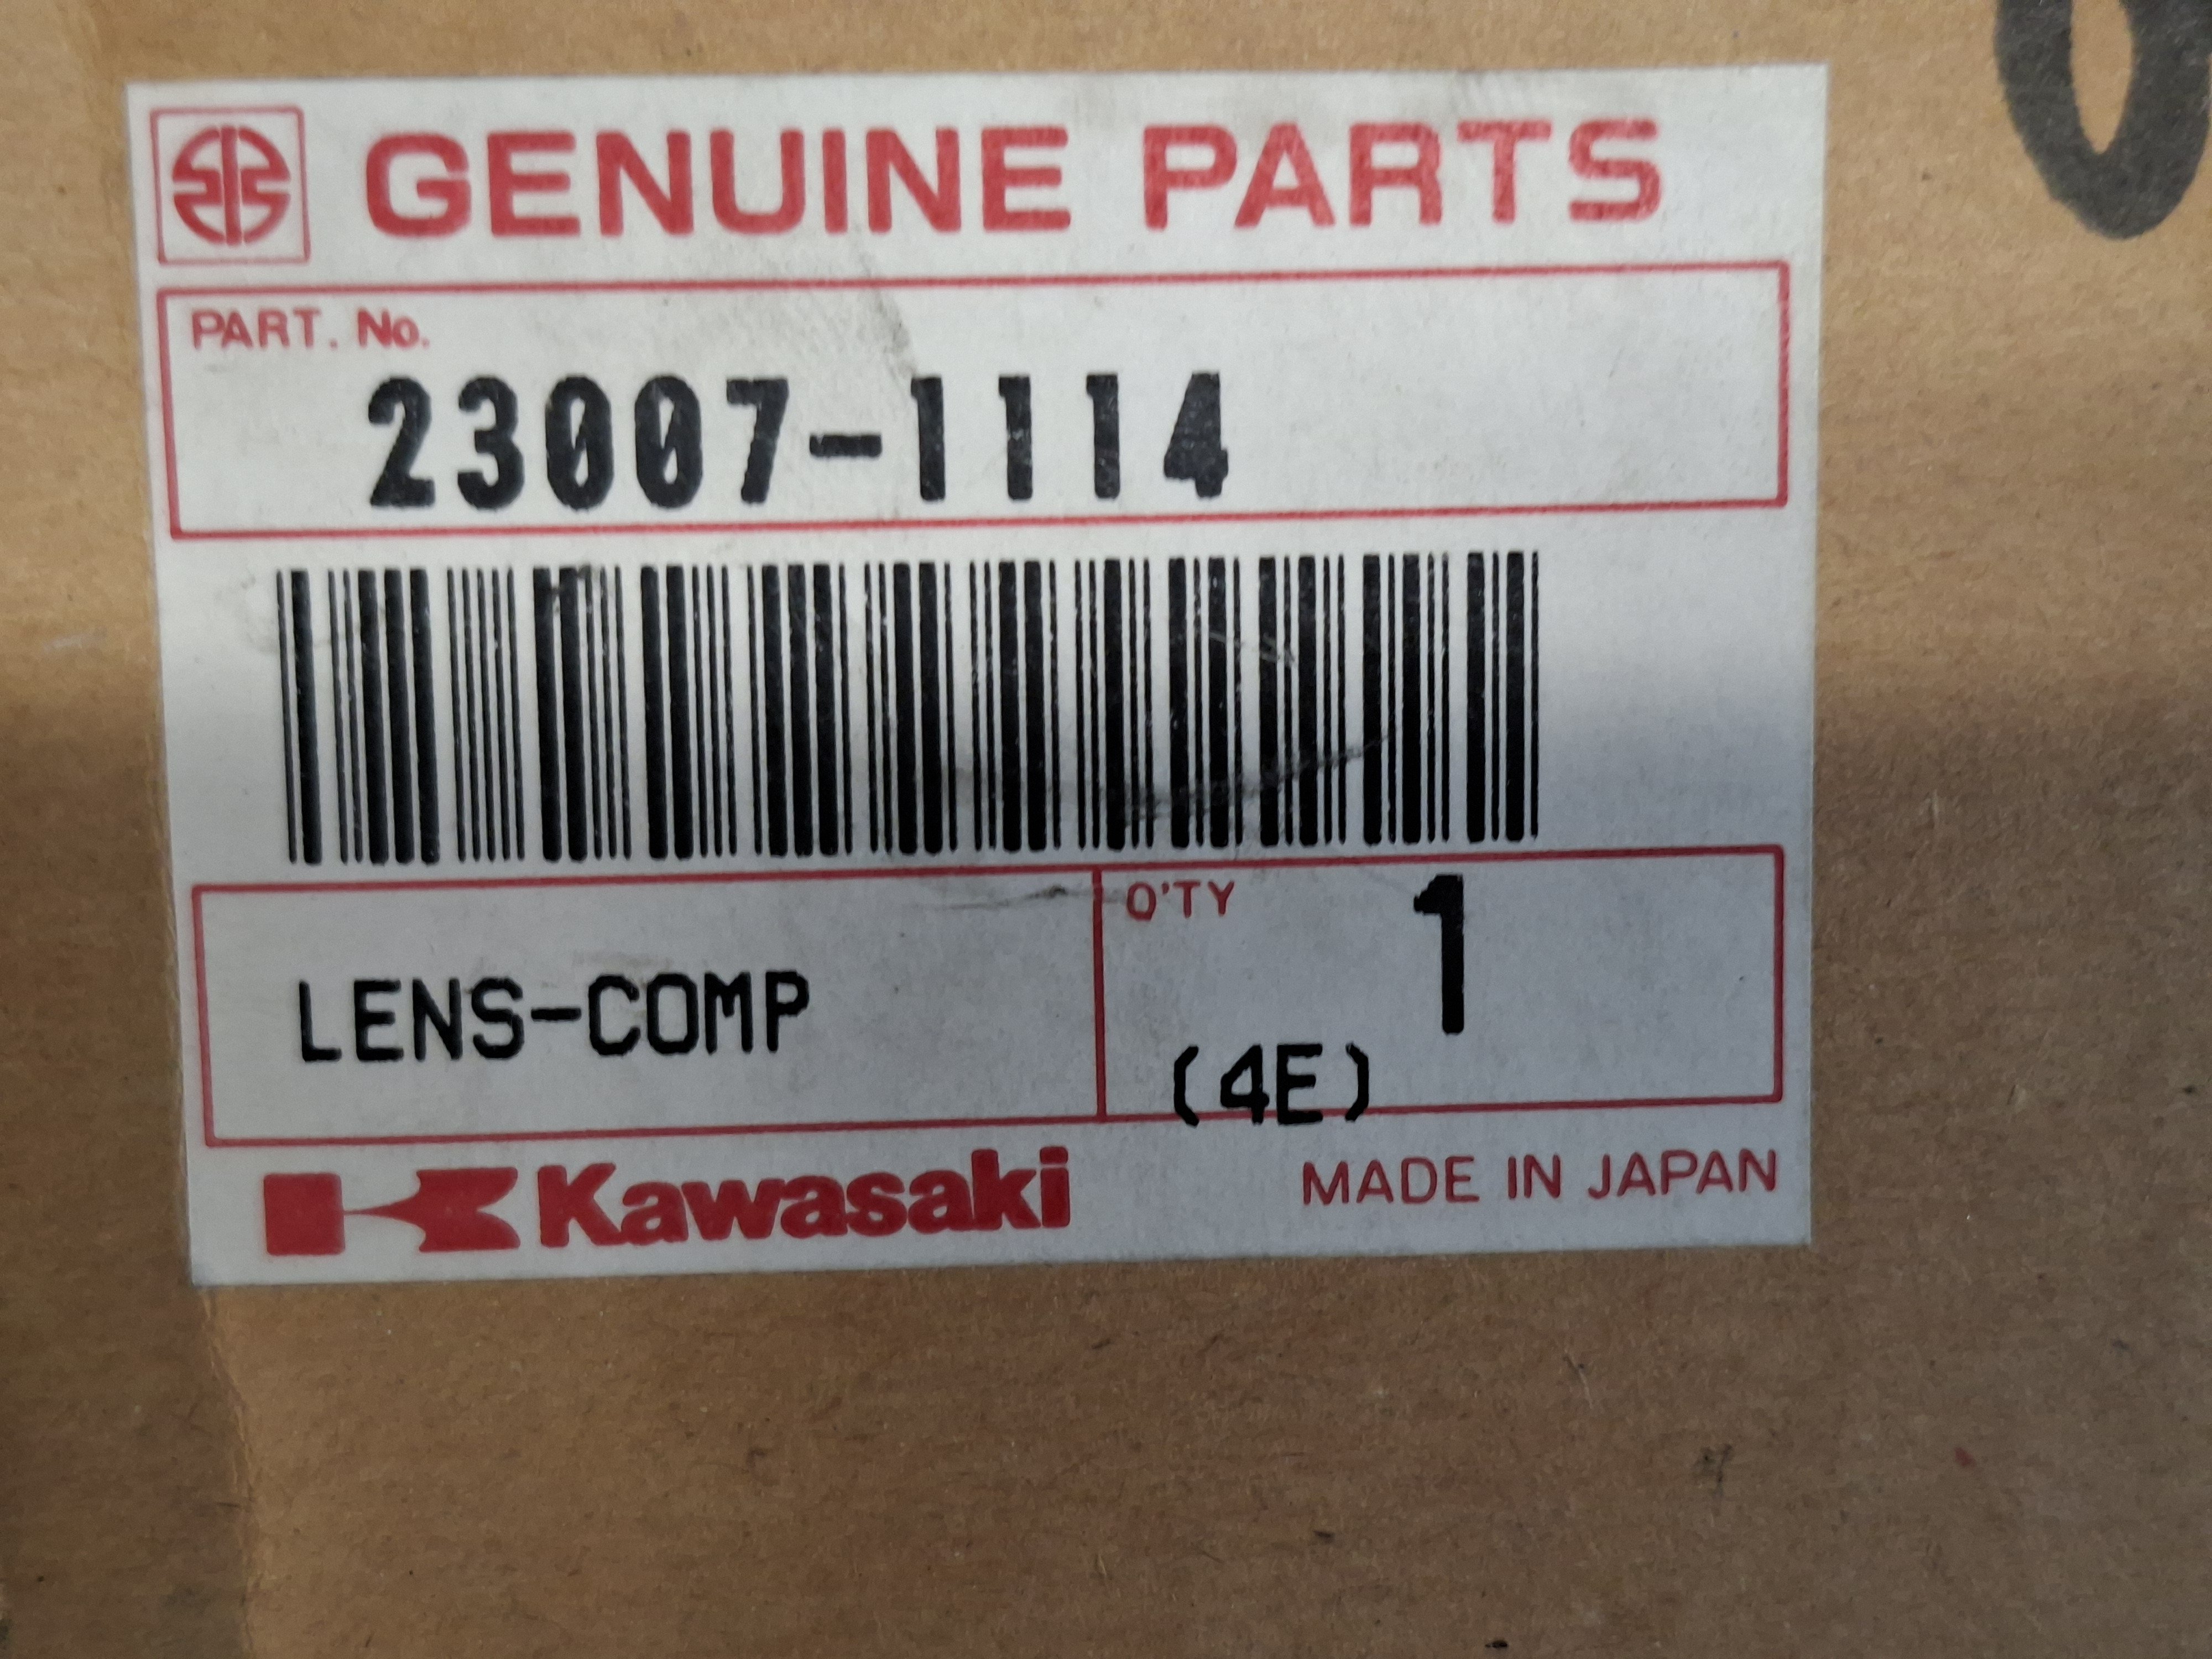 GENUINE PARTS
PART. No.
23007-1114
LENS-COMP
Q'TY 1
(4E)
Kawasaki
MADE IN JAPAN